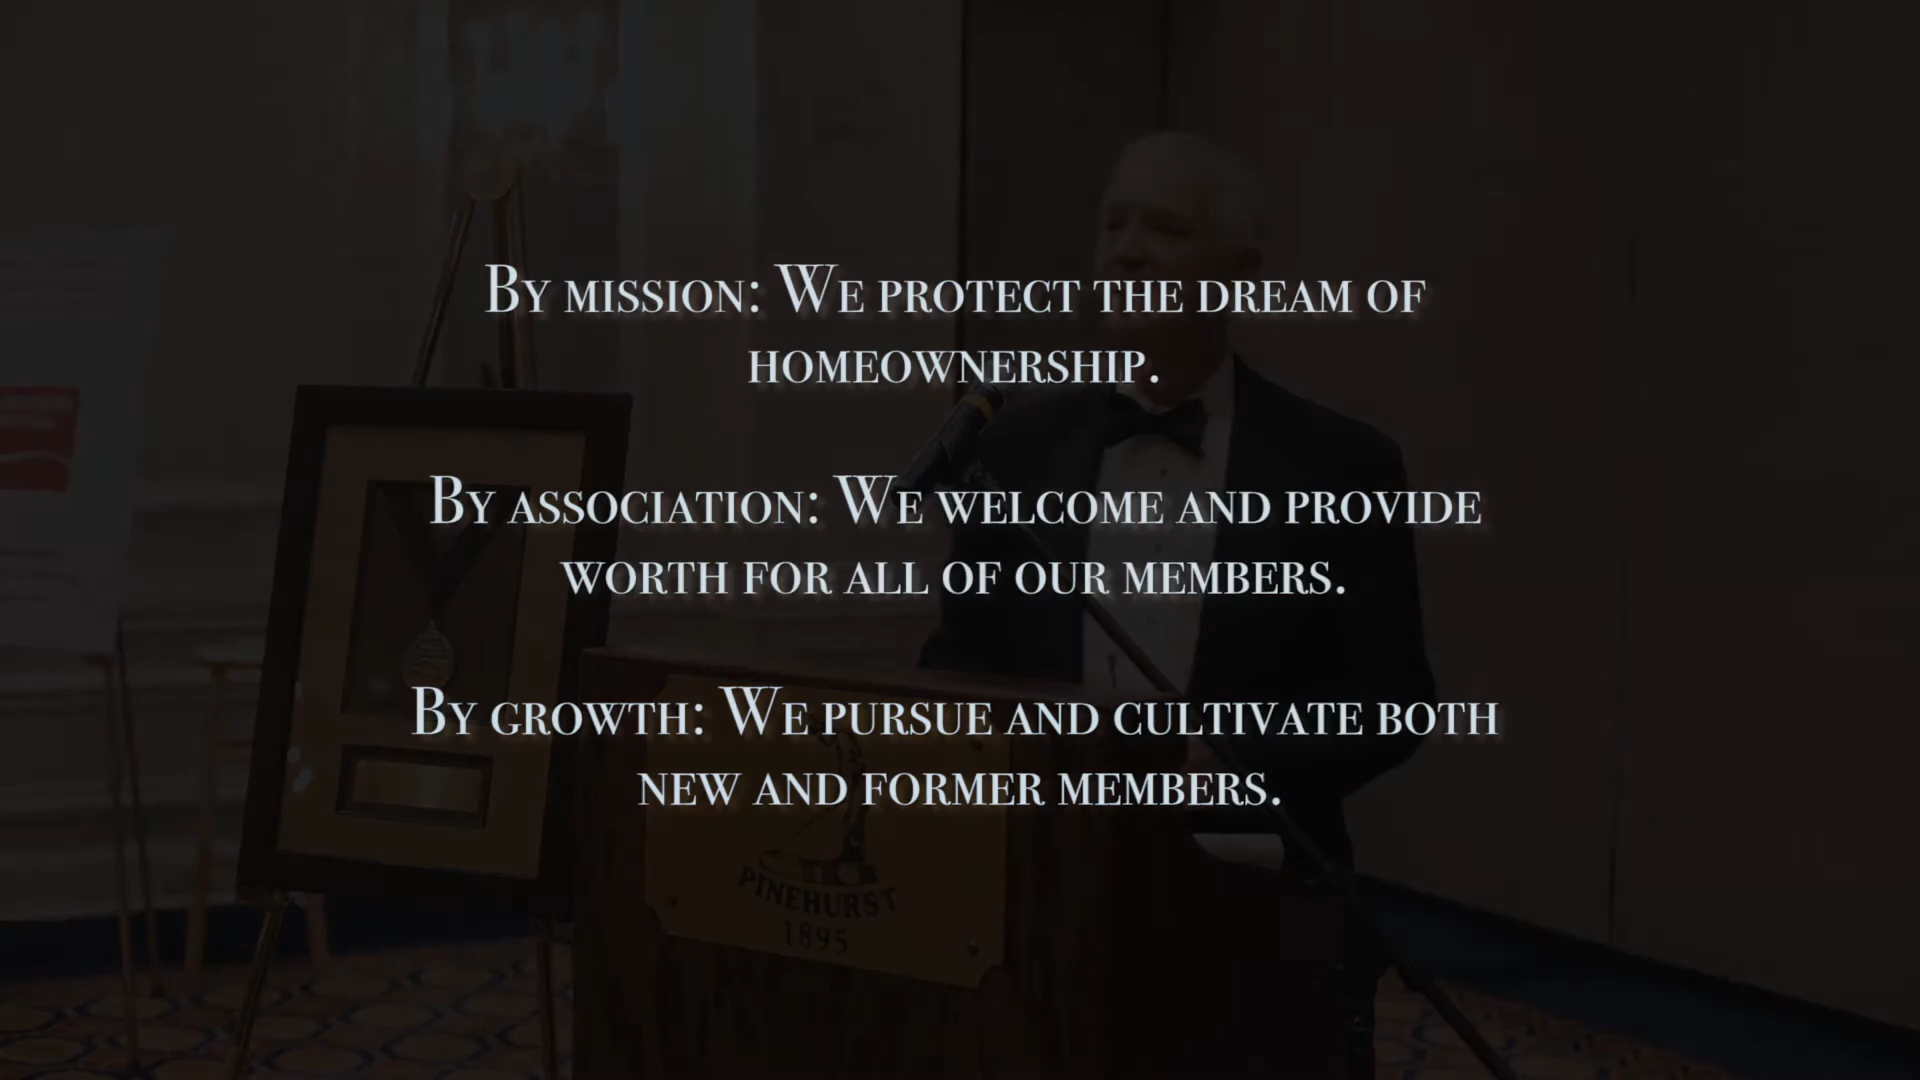 By mission: We protect the dream of
homeownership.
By association: We welcome and provide
worth for all of our members.
By growth: We pursue and cultivate both
new and former members.
PINEHURST
1895